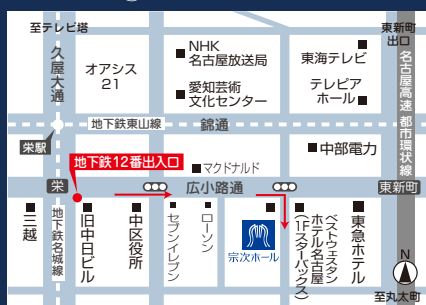 至テレビ塔
東新町
出口
久屋大通
オアシス
21
NHK
名古屋放送局
愛知芸術
文化センター
東海テレビ
テレピア
ホール
名古屋高速 都市環状線
地下鉄東山線
錦通
栄駅
地下鉄12番出入口
マクドナルド
中部電力
栄
広小路通
東新町
三越
地下鉄名城線
旧中日ビル
中区役所
セブンイレブン
ローソン
宗次ホール
ベストウェスタン
ホテル名古屋
(1Fスターバックス)
東急ホテル
N
至丸太町